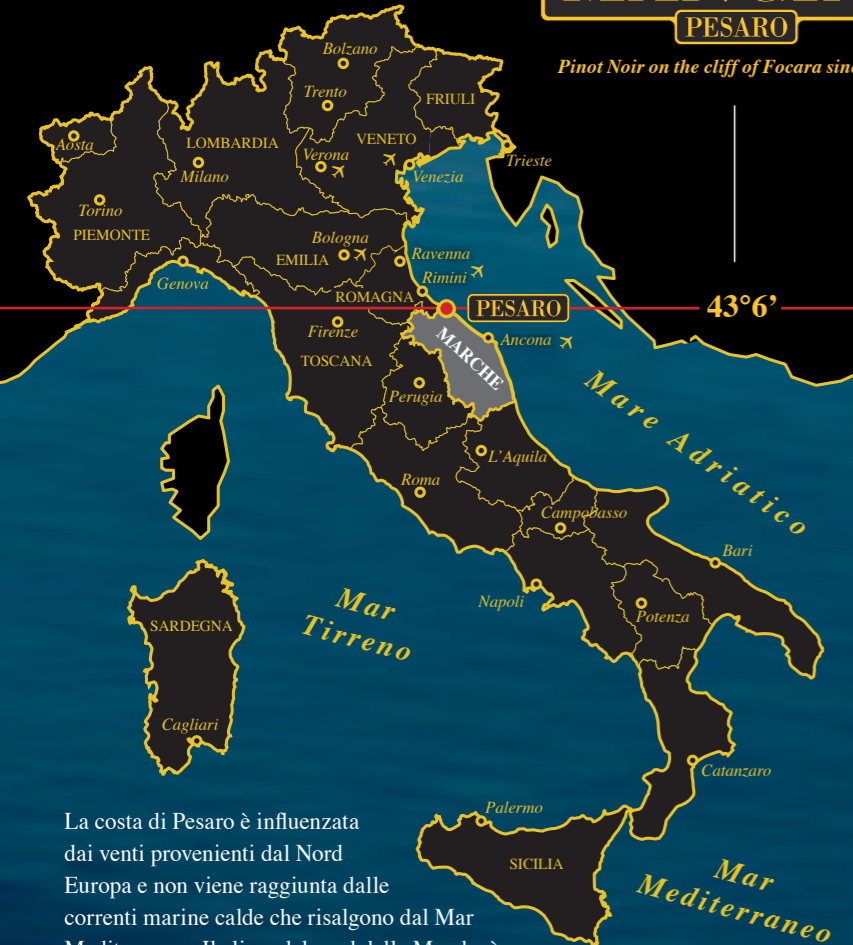 PESARO
Pinot Noir on the cliff of Focara
Bolzano
Trento
FRIULI
Aosta
LOMBARDIA
VENETO
Verona
Milano
Venezia
Trieste
Torino
PIEMONTE
Bologna
EMILIA
Ravenna
Rimini
Genova
ROMAGNA
PESARO
43°6’
Firenze
Ancona
TOSCANA
MARCHE
Perugia
Mare Adriatico
L’Aquila
Roma
Campobasso
Bari
Napoli
Potenza
Mar
Tirreno
SARDEGNA
Cagliari
Catanzaro
Palermo
SICILIA
Mar
Mediterraneo
La costa di Pesaro è influenzata
dai venti provenienti dal Nord
Europa e non viene raggiunta dalle
correnti marine calde che risalgono dal Mar